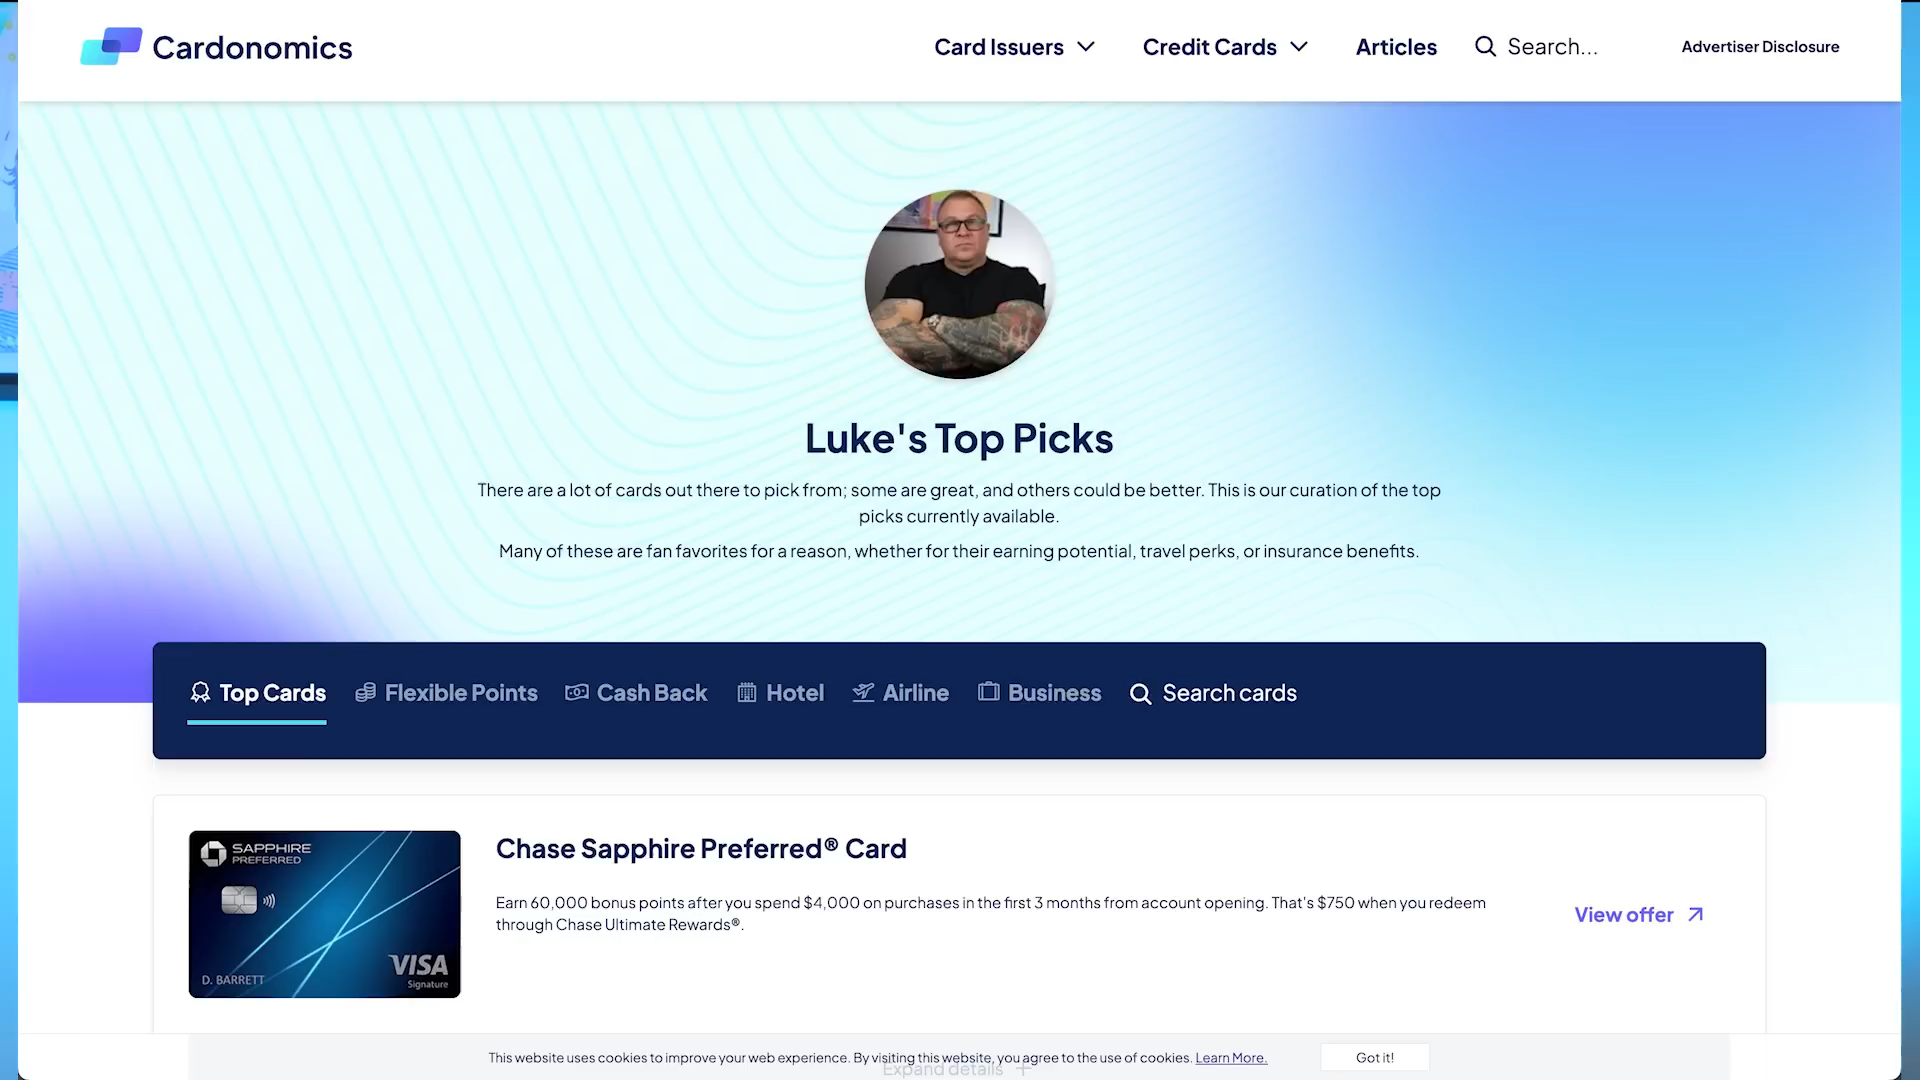 Cardonomics
Card Issuers
Credit Cards
Articles
Search...
Advertiser Disclosure
Luke's Top Picks
There are a lot of cards out there to pick from; some are great, and others could be better. This is our curation of the top
picks currently available.
Many of these are fan favorites for a reason, whether for their earning potential, travel perks, or insurance benefits.
Top Cards
Flexible Points
Cash Back
Hotel
Airline
Business
Search cards
SAPPHIRE
PREFERRED
VISA
Signature
D. BARRETT
Chase Sapphire Preferred® Card
Earn 60,000 bonus points after you spend $4,000 on purchases in the first 3 months from account opening. That's $750 when you redeem
through Chase Ultimate Rewards®.
View offer
This website uses cookies to improve your web experience. By visiting this website, you agree to the use of cookies. Learn More.
Got it!
Expand details +